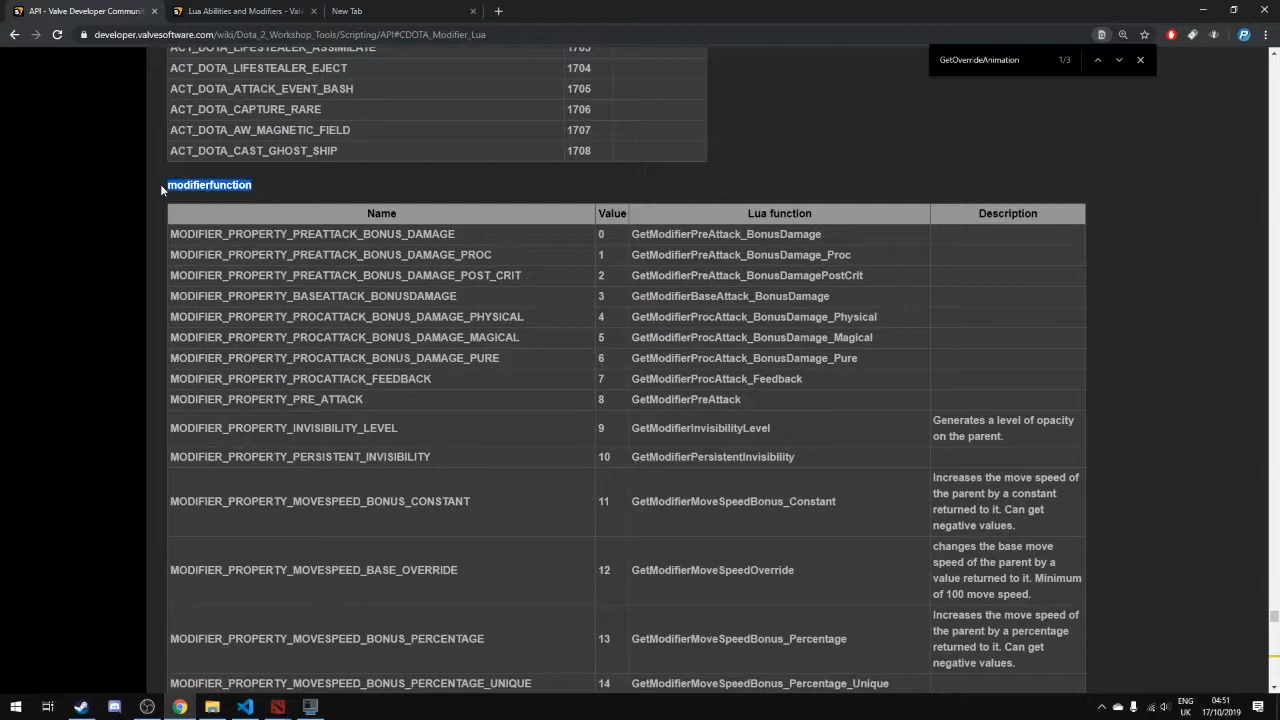 API - Valve Developer Communit
Lua Abilities and Modifiers - Valv
New Tab
developer.valvesoftware.com/wiki/Dota_2_Workshop_Tools/Scripting/API#CDOTA_Modifier_Lua
GetOverrideAnimation 1/3
ACT_DOTA_LIFESTEALER_ASSIMILATE 1703
ACT_DOTA_LIFESTEALER_EJECT 1704
ACT_DOTA_ATTACK_EVENT_BASH 1705
ACT_DOTA_CAPTURE_RARE 1706
ACT_DOTA_AW_MAGNETIC_FIELD 1707
ACT_DOTA_CAST_GHOST_SHIP 1708
modifierfunction
Name Value Lua function Description
MODIFIER_PROPERTY_PREATTACK_BONUS_DAMAGE 0 GetModifierPreAttack_BonusDamage
MODIFIER_PROPERTY_PREATTACK_BONUS_DAMAGE_PROC 1 GetModifierPreAttack_BonusDamage_Proc
MODIFIER_PROPERTY_PREATTACK_BONUS_DAMAGE_POST_CRIT 2 GetModifierPreAttack_BonusDamagePostCrit
MODIFIER_PROPERTY_BASEATTACK_BONUSDAMAGE 3 GetModifierBaseAttack_BonusDamage
MODIFIER_PROPERTY_PROCATTACK_BONUS_DAMAGE_PHYSICAL 4 GetModifierProcAttack_BonusDamage_Physical
MODIFIER_PROPERTY_PROCATTACK_BONUS_DAMAGE_MAGICAL 5 GetModifierProcAttack_BonusDamage_Magical
MODIFIER_PROPERTY_PROCATTACK_BONUS_DAMAGE_PURE 6 GetModifierProcAttack_BonusDamage_Pure
MODIFIER_PROPERTY_PROCATTACK_FEEDBACK 7 GetModifierProcAttack_Feedback
MODIFIER_PROPERTY_PRE_ATTACK 8 GetModifierPreAttack
MODIFIER_PROPERTY_INVISIBILITY_LEVEL 9 GetModifierInvisibilityLevel
Generates a level of opacity
on the parent.
MODIFIER_PROPERTY_PERSISTENT_INVISIBILITY 10 GetModifierPersistentInvisibility
MODIFIER_PROPERTY_MOVESPEED_BONUS_CONSTANT 11 GetModifierMoveSpeedBonus_Constant
Increases the move speed of
the parent by a constant
returned to it. Can get
negative values.
MODIFIER_PROPERTY_MOVESPEED_BASE_OVERRIDE 12 GetModifierMoveSpeedOverride
changes the base move
speed of the parent by a
value returned to it. Minimum
of 100 move speed.
MODIFIER_PROPERTY_MOVESPEED_BONUS_PERCENTAGE 13 GetModifierMoveSpeedBonus_Percentage
Increases the move speed of
the parent by a percentage
returned to it. Can get
negative values.
MODIFIER_PROPERTY_MOVESPEED_BONUS_PERCENTAGE_UNIQUE 14 GetModifierMoveSpeedBonus_Percentage_Unique
ENG
UK
04:51
17/10/2019